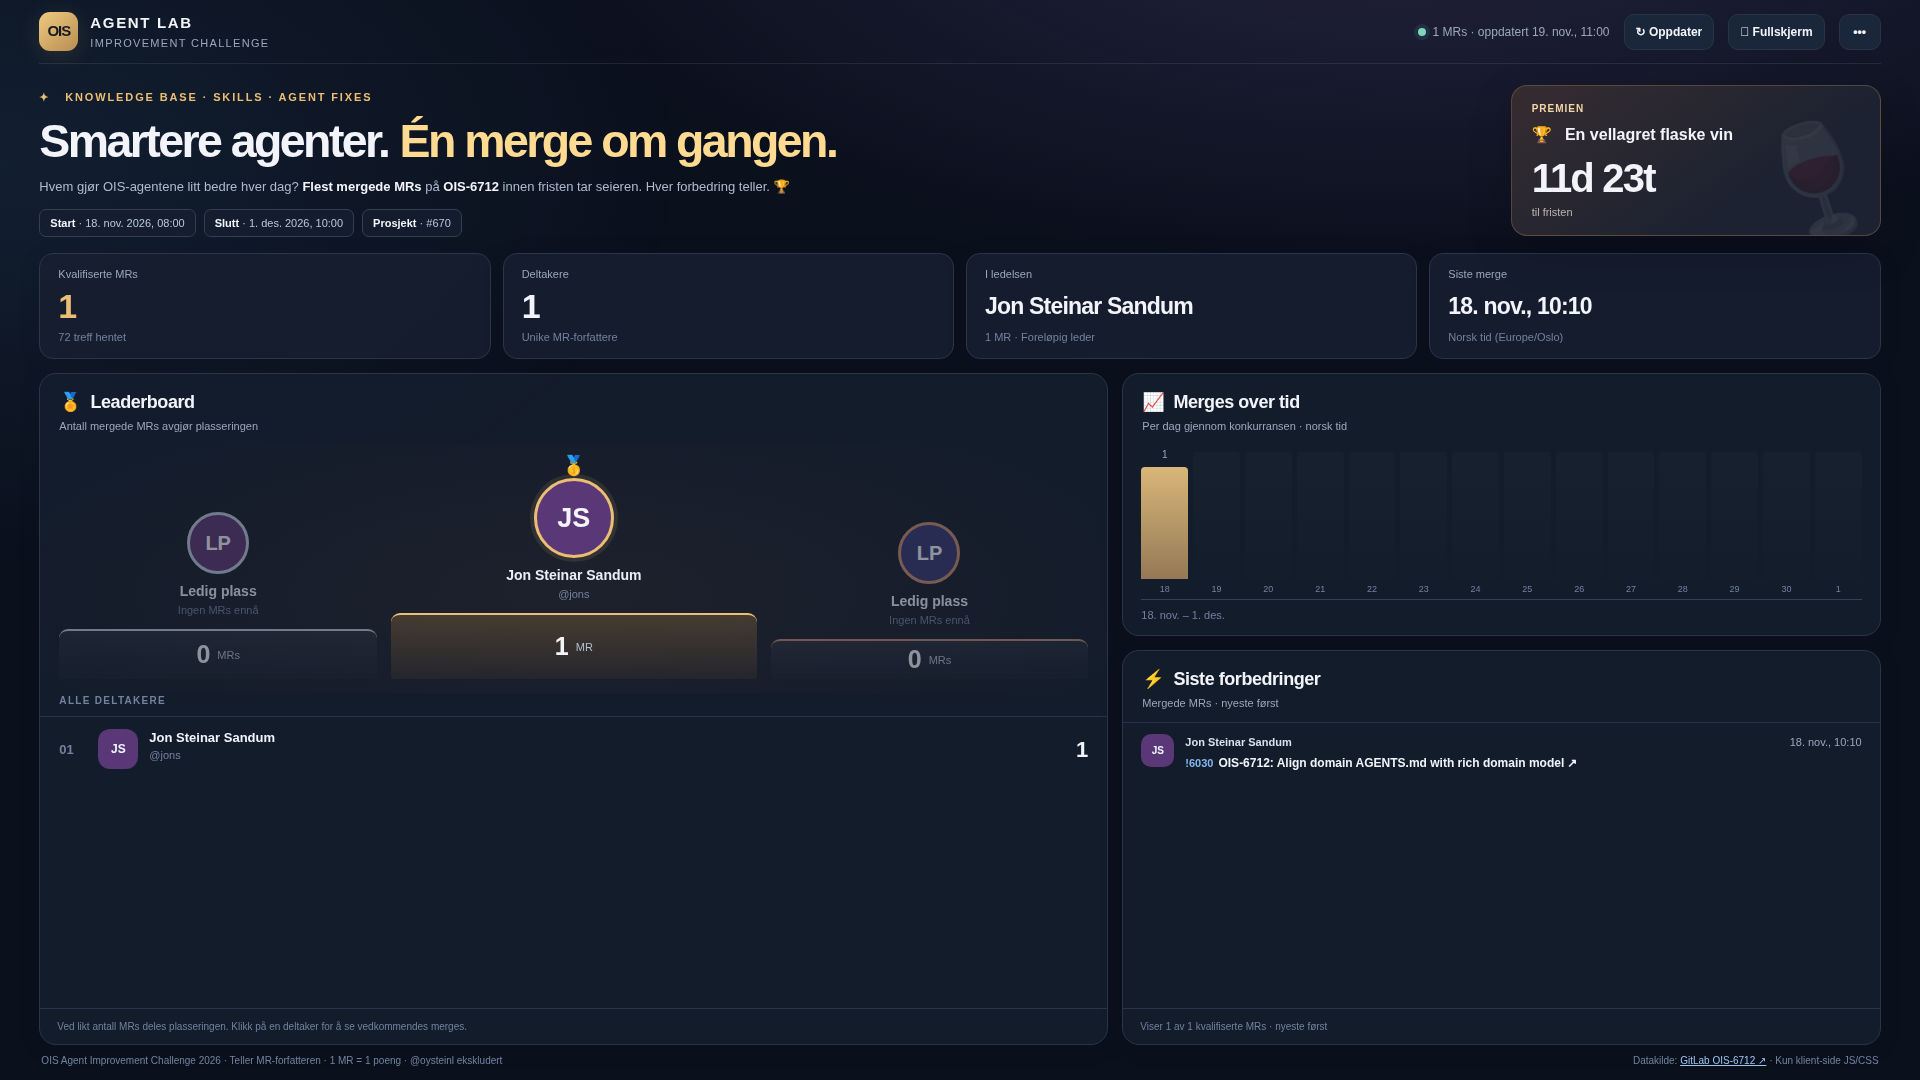 OIS
AGENT LAB
IMPROVEMENT CHALLENGE
1 MRs · oppdatert 19. nov., 11:00
↻ Oppdater
Fullskjerm
•••
✦ KNOWLEDGE BASE · SKILLS · AGENT FIXES
Smartere agenter. Én merge om gangen.
Hvem gjør OIS-agentene litt bedre hver dag? Flest mergede MRs på OIS-6712 innen fristen tar seieren. Hver forbedring teller. 🏆
Start · 18. nov. 2026, 08:00
Slutt · 1. des. 2026, 10:00
Prosjekt · #670
PREMIEN
🏆 En vellagret flaske vin
11d 23t
til fristen
Kvalifiserte MRs
1
72 treff hentet
Deltakere
1
Unike MR-forfattere
I ledelsen
Jon Steinar Sandum
1 MR · Foreløpig leder
Siste merge
18. nov., 10:10
Norsk tid (Europe/Oslo)
🏅 Leaderboard
Antall mergede MRs avgjør plasseringen
LP
Ledig plass
Ingen MRs ennå
0 MRs
🥇
JS
Jon Steinar Sandum
@jons
1 MR
LP
Ledig plass
Ingen MRs ennå
0 MRs
ALLE DELTAKERE
01 JS Jon Steinar Sandum 1
@jons
Ved likt antall MRs deles plasseringen. Klikk på en deltaker for å se vedkommendes merges.
📈 Merges over tid
Per dag gjennom konkurransen · norsk tid
1
18 19 20 21 22 23 24 25 26 27 28 29 30 1
18. nov. – 1. des.
⚡ Siste forbedringer
Mergede MRs · nyeste først
JS Jon Steinar Sandum 18. nov., 10:10
!6030 OIS-6712: Align domain AGENTS.md with rich domain model ↗
Viser 1 av 1 kvalifiserte MRs · nyeste først
OIS Agent Improvement Challenge 2026 · Teller MR-forfatteren · 1 MR = 1 poeng · @oysteinl ekskludert
Datakilde: GitLab OIS-6712 ↗ · Kun klient-side JS/CSS